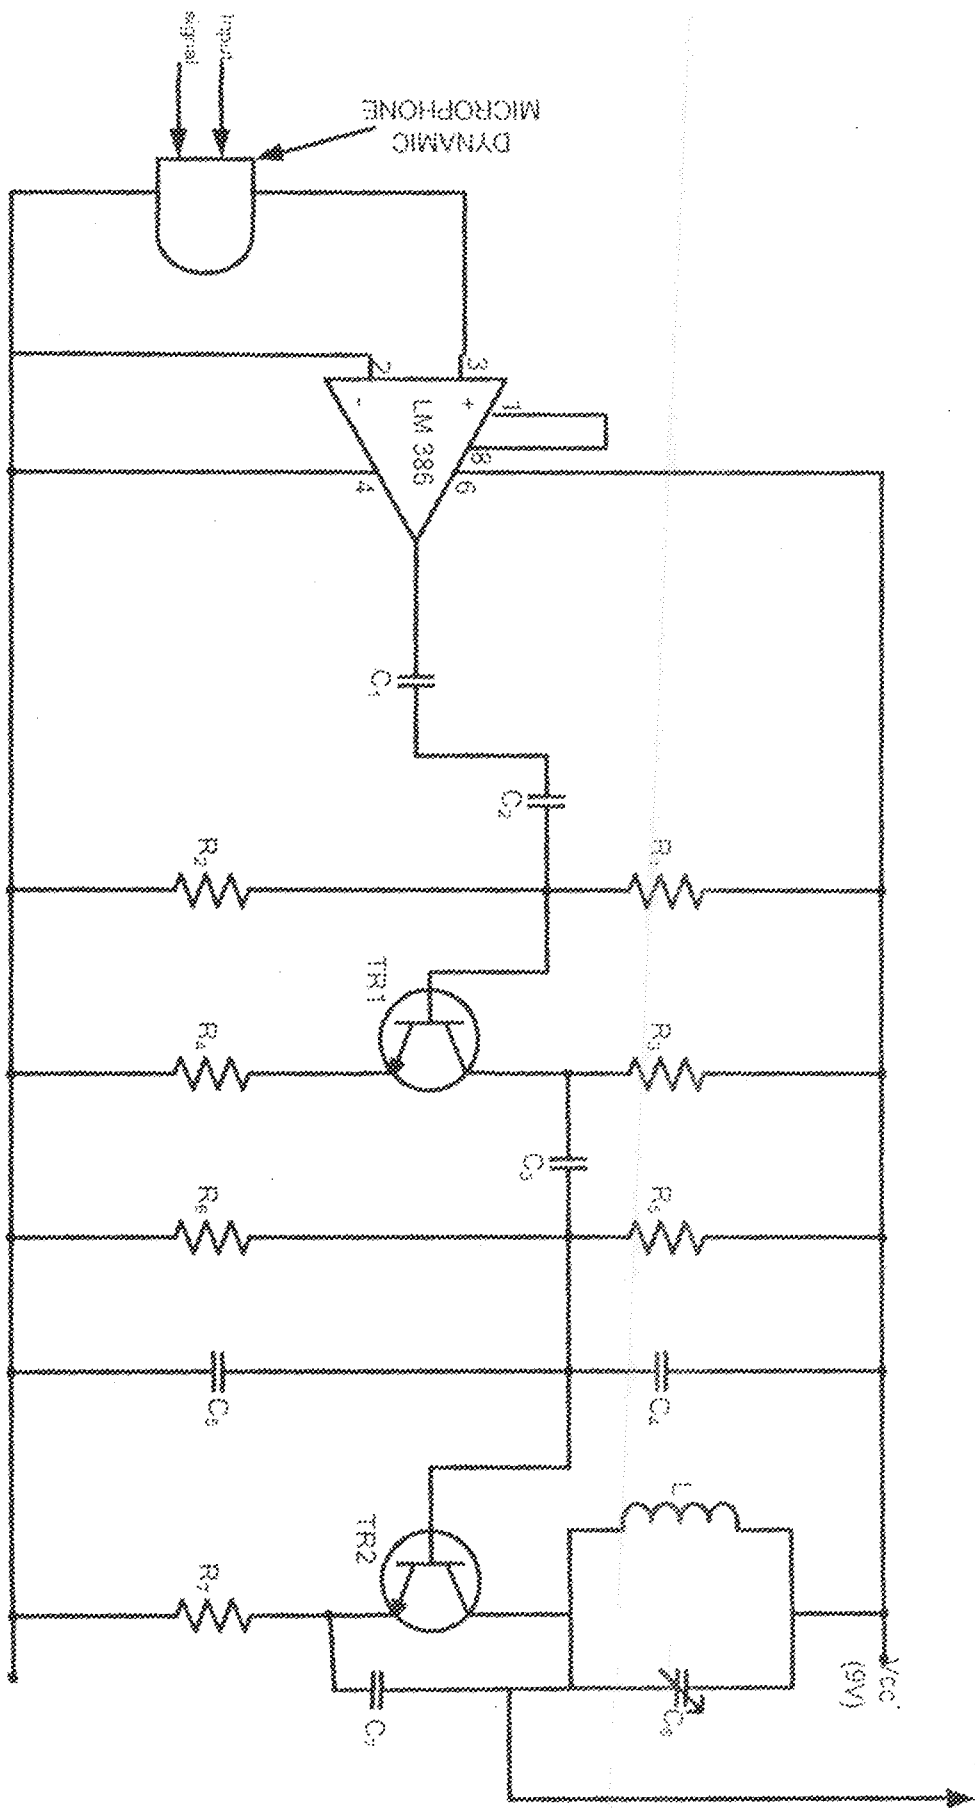 Input
signal
DYNAMIC
MICROPHONE
3
2
+
-
LM 386
1
8
6
4
C1
C2
R1
R2
TR1
R3
R4
C3
R5
R6
C4
C5
L
TR2
R7
C6
C7
Vcc
(9V)